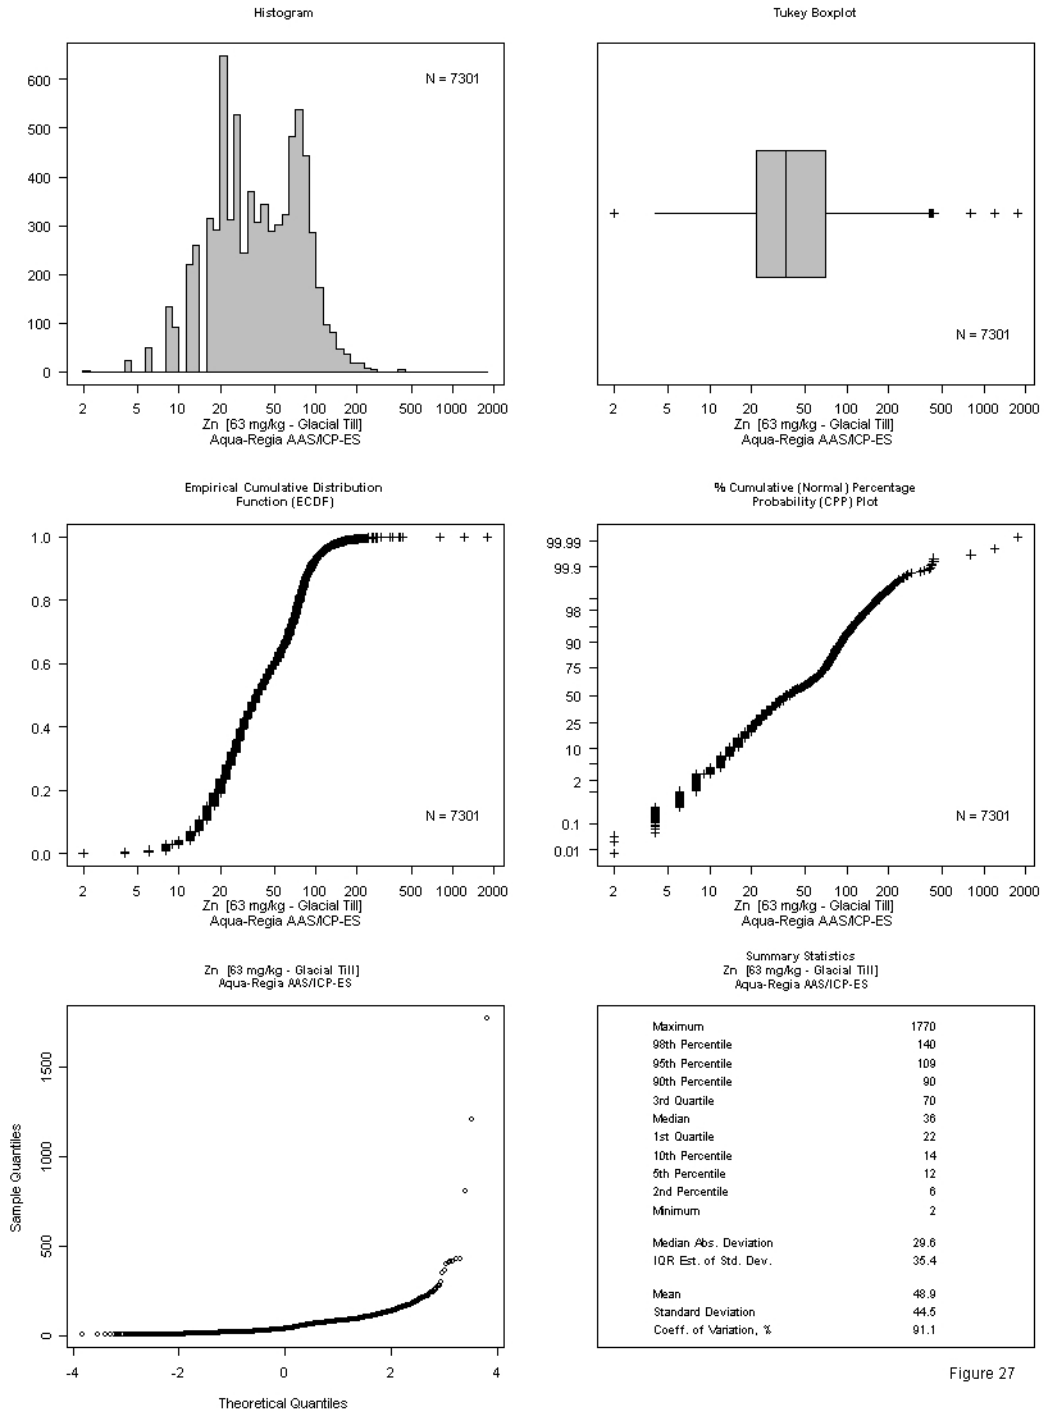 Histogram
N = 7301
600
500
400
300
200
100
0
2 5 10 20 50 100 200 500 1000 2000
Zn [63 mg/kg - Glacial Till]
Aqua-Regia AAS/ICP-ES
Tukey Boxplot
N = 7301
2 5 10 20 50 100 200 500 1000 2000
Zn [63 mg/kg - Glacial Till]
Aqua-Regia AAS/ICP-ES
Empirical Cumulative Distribution
Function (ECDF)
1.0
0.8
0.6
0.4
0.2
0.0
N = 7301
2 5 10 20 50 100 200 500 1000 2000
Zn [63 mg/kg - Glacial Till]
Aqua-Regia AAS/ICP-ES
% Cumulative (Normal) Percentage
Probability (CPP) Plot
99.99
99.9
98
90
75
50
25
10
2
0.1
0.01
N = 7301
2 5 10 20 50 100 200 500 1000 2000
Zn [63 mg/kg - Glacial Till]
Aqua-Regia AAS/ICP-ES
Zn [63 mg/kg - Glacial Till]
Aqua-Regia AAS/ICP-ES
Sample Quantiles
1500
1000
500
0
-4 -2 0 2 4
Theoretical Quantiles
Summary Statistics
Zn [63 mg/kg - Glacial Till]
Aqua-Regia AAS/ICP-ES
Maximum 1770
98th Percentile 140
95th Percentile 109
90th Percentile 90
3rd Quartile 70
Median 36
1st Quartile 22
10th Percentile 14
5th Percentile 12
2nd Percentile 6
Minimum 2
Median Abs. Deviation 29.6
IQR Est. of Std. Dev. 35.4
Mean 48.9
Standard Deviation 44.5
Coeff. of Variation, % 91.1
Figure 27